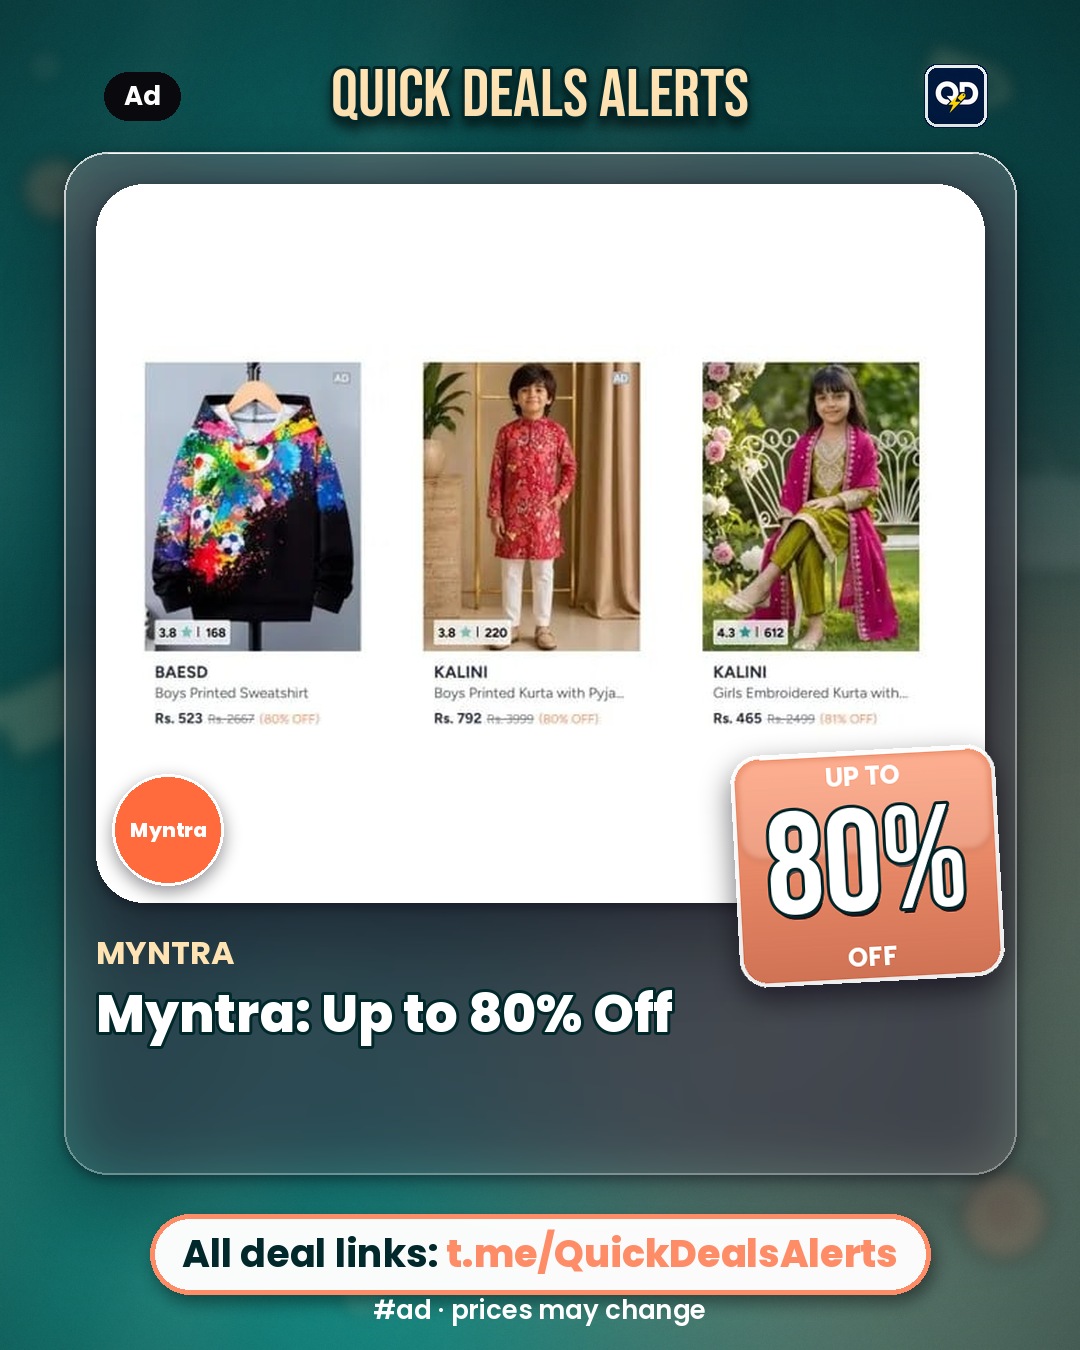 Ad
QUICK DEALS ALERTS
QD
AD
AD
3.8 ★ | 168
3.8 ★ | 220
4.3 ★ | 612
BAESD
Boys Printed Sweatshirt
Rs. 523 Rs. 2667 (80% OFF)
KALINI
Boys Printed Kurta with Pyja...
Rs. 792 Rs. 3999 (80% OFF)
KALINI
Girls Embroidered Kurta with...
Rs. 465 Rs. 2499 (81% OFF)
Myntra
UP TO
80%
OFF
MYNTRA
Myntra: Up to 80% Off
All deal links: t.me/QuickDealsAlerts
#ad · prices may change